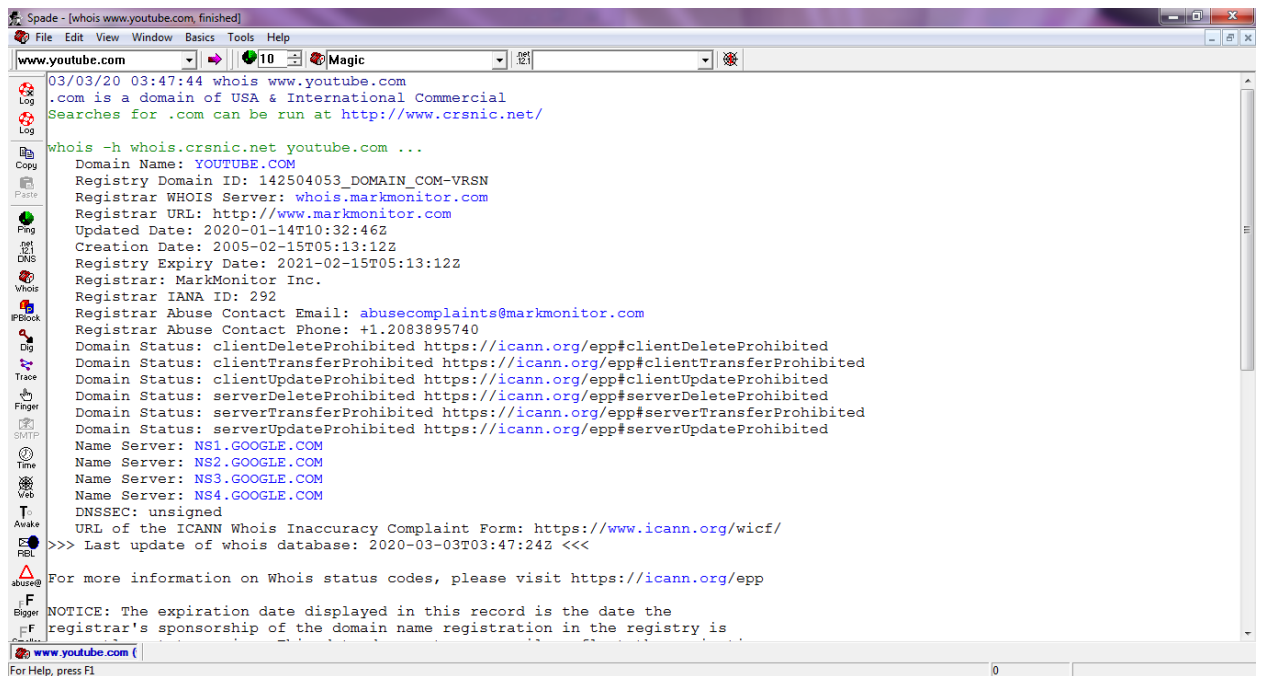 Spade - [whois www.youtube.com, finished]
File Edit View Window Basics Tools Help
www.youtube.com 10 Magic .net 12.1
Log
Log
Copy
Paste
Ping
.net 12.1 DNS
Whois
IPBlock
Dig
Trace
Finger
SMTP
Time
Web
Awake
RBL
abuse@
Bigger
03/03/20 03:47:44 whois www.youtube.com
.com is a domain of USA & International Commercial
Searches for .com can be run at http://www.crsnic.net/
whois -h whois.crsnic.net youtube.com ...
Domain Name: YOUTUBE.COM
Registry Domain ID: 142504053_DOMAIN_COM-VRSN
Registrar WHOIS Server: whois.markmonitor.com
Registrar URL: http://www.markmonitor.com
Updated Date: 2020-01-14T10:32:46Z
Creation Date: 2005-02-15T05:13:12Z
Registry Expiry Date: 2021-02-15T05:13:12Z
Registrar: MarkMonitor Inc.
Registrar IANA ID: 292
Registrar Abuse Contact Email: abusecomplaints@markmonitor.com
Registrar Abuse Contact Phone: +1.2083895740
Domain Status: clientDeleteProhibited https://icann.org/epp#clientDeleteProhibited
Domain Status: clientTransferProhibited https://icann.org/epp#clientTransferProhibited
Domain Status: clientUpdateProhibited https://icann.org/epp#clientUpdateProhibited
Domain Status: serverDeleteProhibited https://icann.org/epp#serverDeleteProhibited
Domain Status: serverTransferProhibited https://icann.org/epp#serverTransferProhibited
Domain Status: serverUpdateProhibited https://icann.org/epp#serverUpdateProhibited
Name Server: NS1.GOOGLE.COM
Name Server: NS2.GOOGLE.COM
Name Server: NS3.GOOGLE.COM
Name Server: NS4.GOOGLE.COM
DNSSEC: unsigned
URL of the ICANN Whois Inaccuracy Complaint Form: https://www.icann.org/wicf/
>>> Last update of whois database: 2020-03-03T03:47:24Z <<<
For more information on Whois status codes, please visit https://icann.org/epp
NOTICE: The expiration date displayed in this record is the date the
registrar's sponsorship of the domain name registration in the registry is
www.youtube.com (
For Help, press F1
0